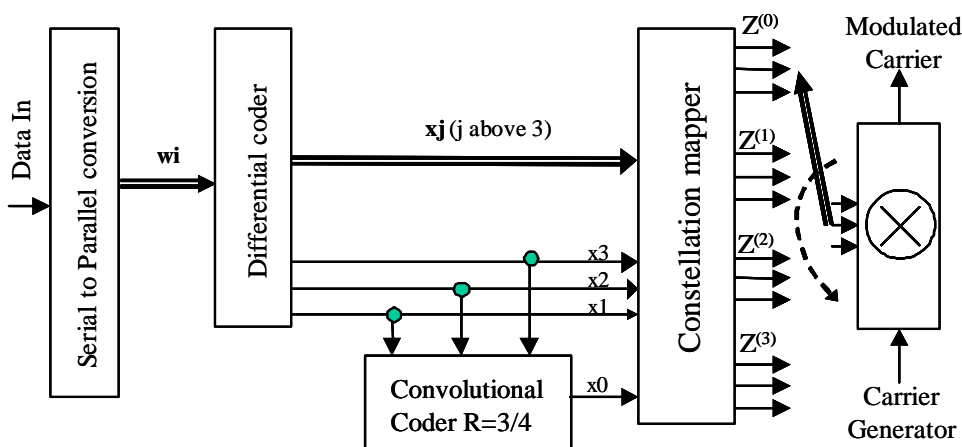 Data In
Serial to Parallel conversion
wi
Differential coder
xj (j above 3)
x3
x2
x1
Convolutional
Coder R=3/4
x0
Constellation mapper
Z(0)
Z(1)
Z(2)
Z(3)
Modulated
Carrier
Carrier
Generator